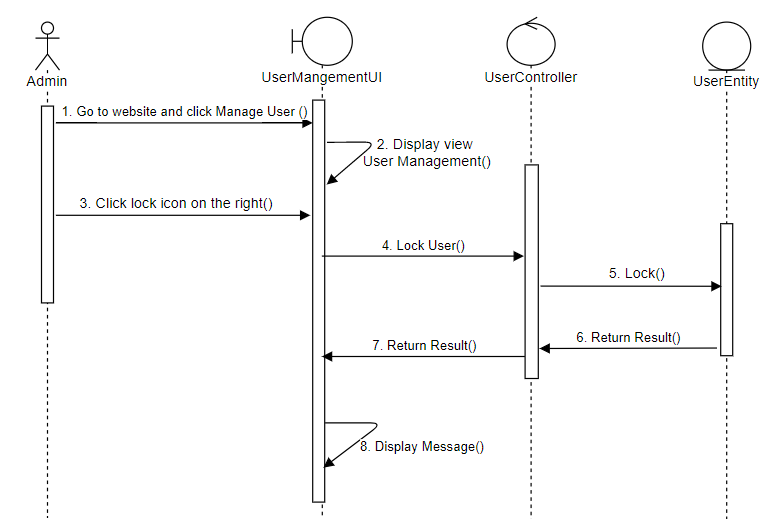 Admin
UserMangementUI
UserController
UserEntity
1. Go to website and click Manage User ()
2. Display view
User Management()
3. Click lock icon on the right()
4. Lock User()
5. Lock()
6. Return Result()
7. Return Result()
8. Display Message()